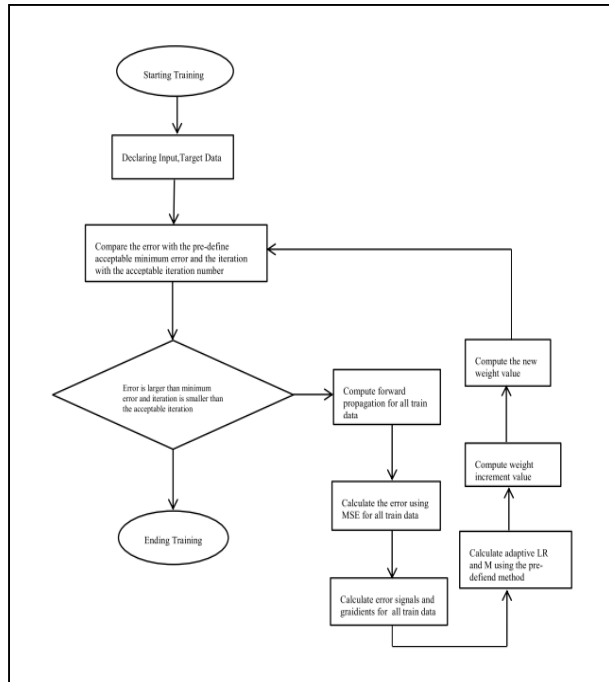 Starting Training
Declaring Input,Target Data
Compare the error with the pre-define
acceptable minimum error and the iteration
with the acceptable iteration number
Error is larger than minimum
error and iteration is smaller than
the acceptable iteration
Ending Training
Compute forward
propagation for all train
data
Calculate the error using
MSE for all train data
Calculate error signals and
graidients for all train data
Calculate adaptive LR
and M using the pre-
defiend method
Compute weight
increment value
Compute the new
weight value